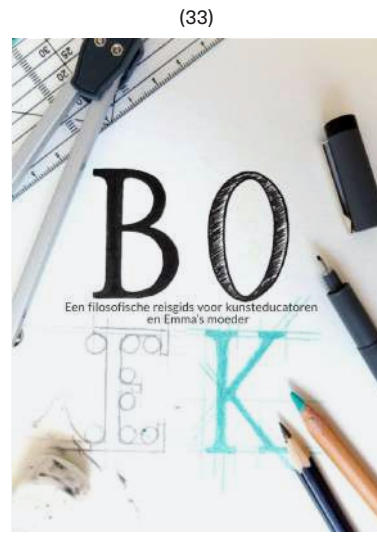 (33)
BO
Een filosofische reisgids voor kunsteducatoren
en Emma's moeder
EK